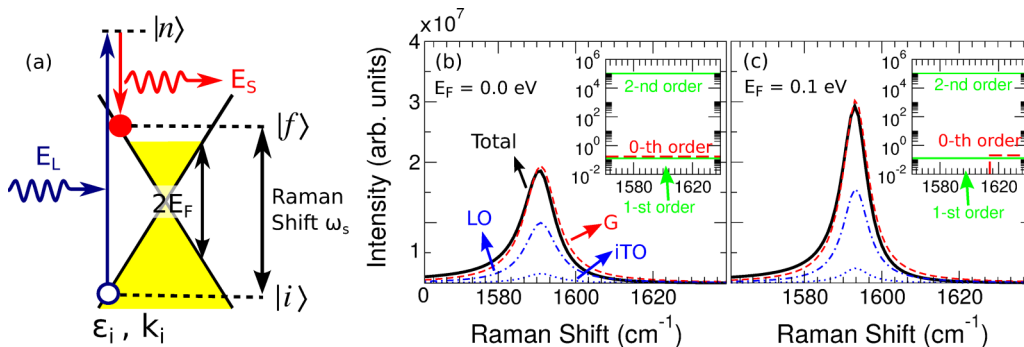 (a)
|n⟩
E_S
|f⟩
E_L
2E_F
Raman
Shift ω_s
|i⟩
ε_i , k_i
Intensity (arb. units)
4×10^7
3
2
1
(b)
E_F = 0.0 eV
Total
LO
G
iTO
10^6
10^4
10^2
10^0
10^-2
2-nd order
0-th order
1580 1620
1-st order
0 1580 1600 1620
Raman Shift (cm^-1)
(c)
E_F = 0.1 eV
10^6
10^4
10^2
10^0
10^-2
2-nd order
0-th order
1580 1620
1-st order
1580 1600 1620
Raman Shift (cm^-1)